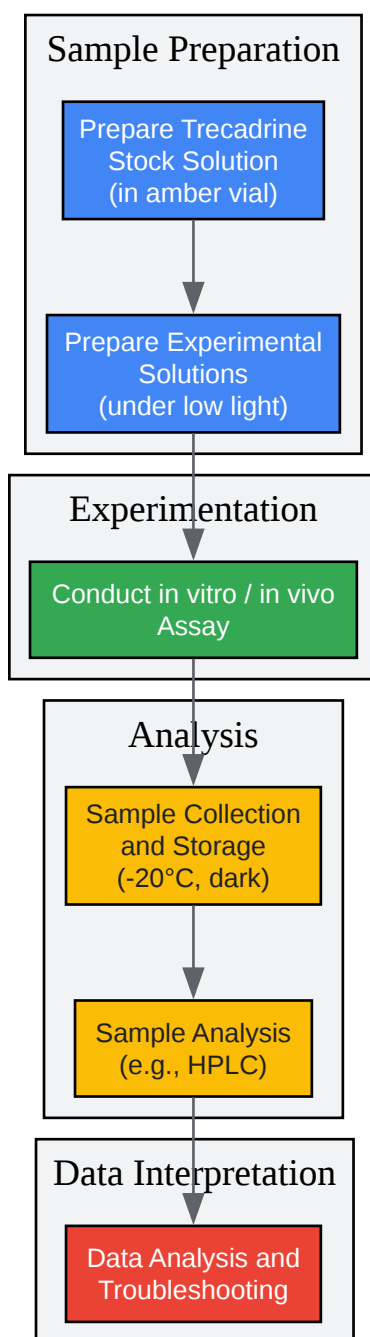 Sample Preparation
Prepare Trecadrine
Stock Solution
(in amber vial)
Prepare Experimental
Solutions
(under low light)
Experimentation
Conduct in vitro / in vivo
Assay
Analysis
Sample Collection
and Storage
(-20°C, dark)
Sample Analysis
(e.g., HPLC)
Data Interpretation
Data Analysis and
Troubleshooting